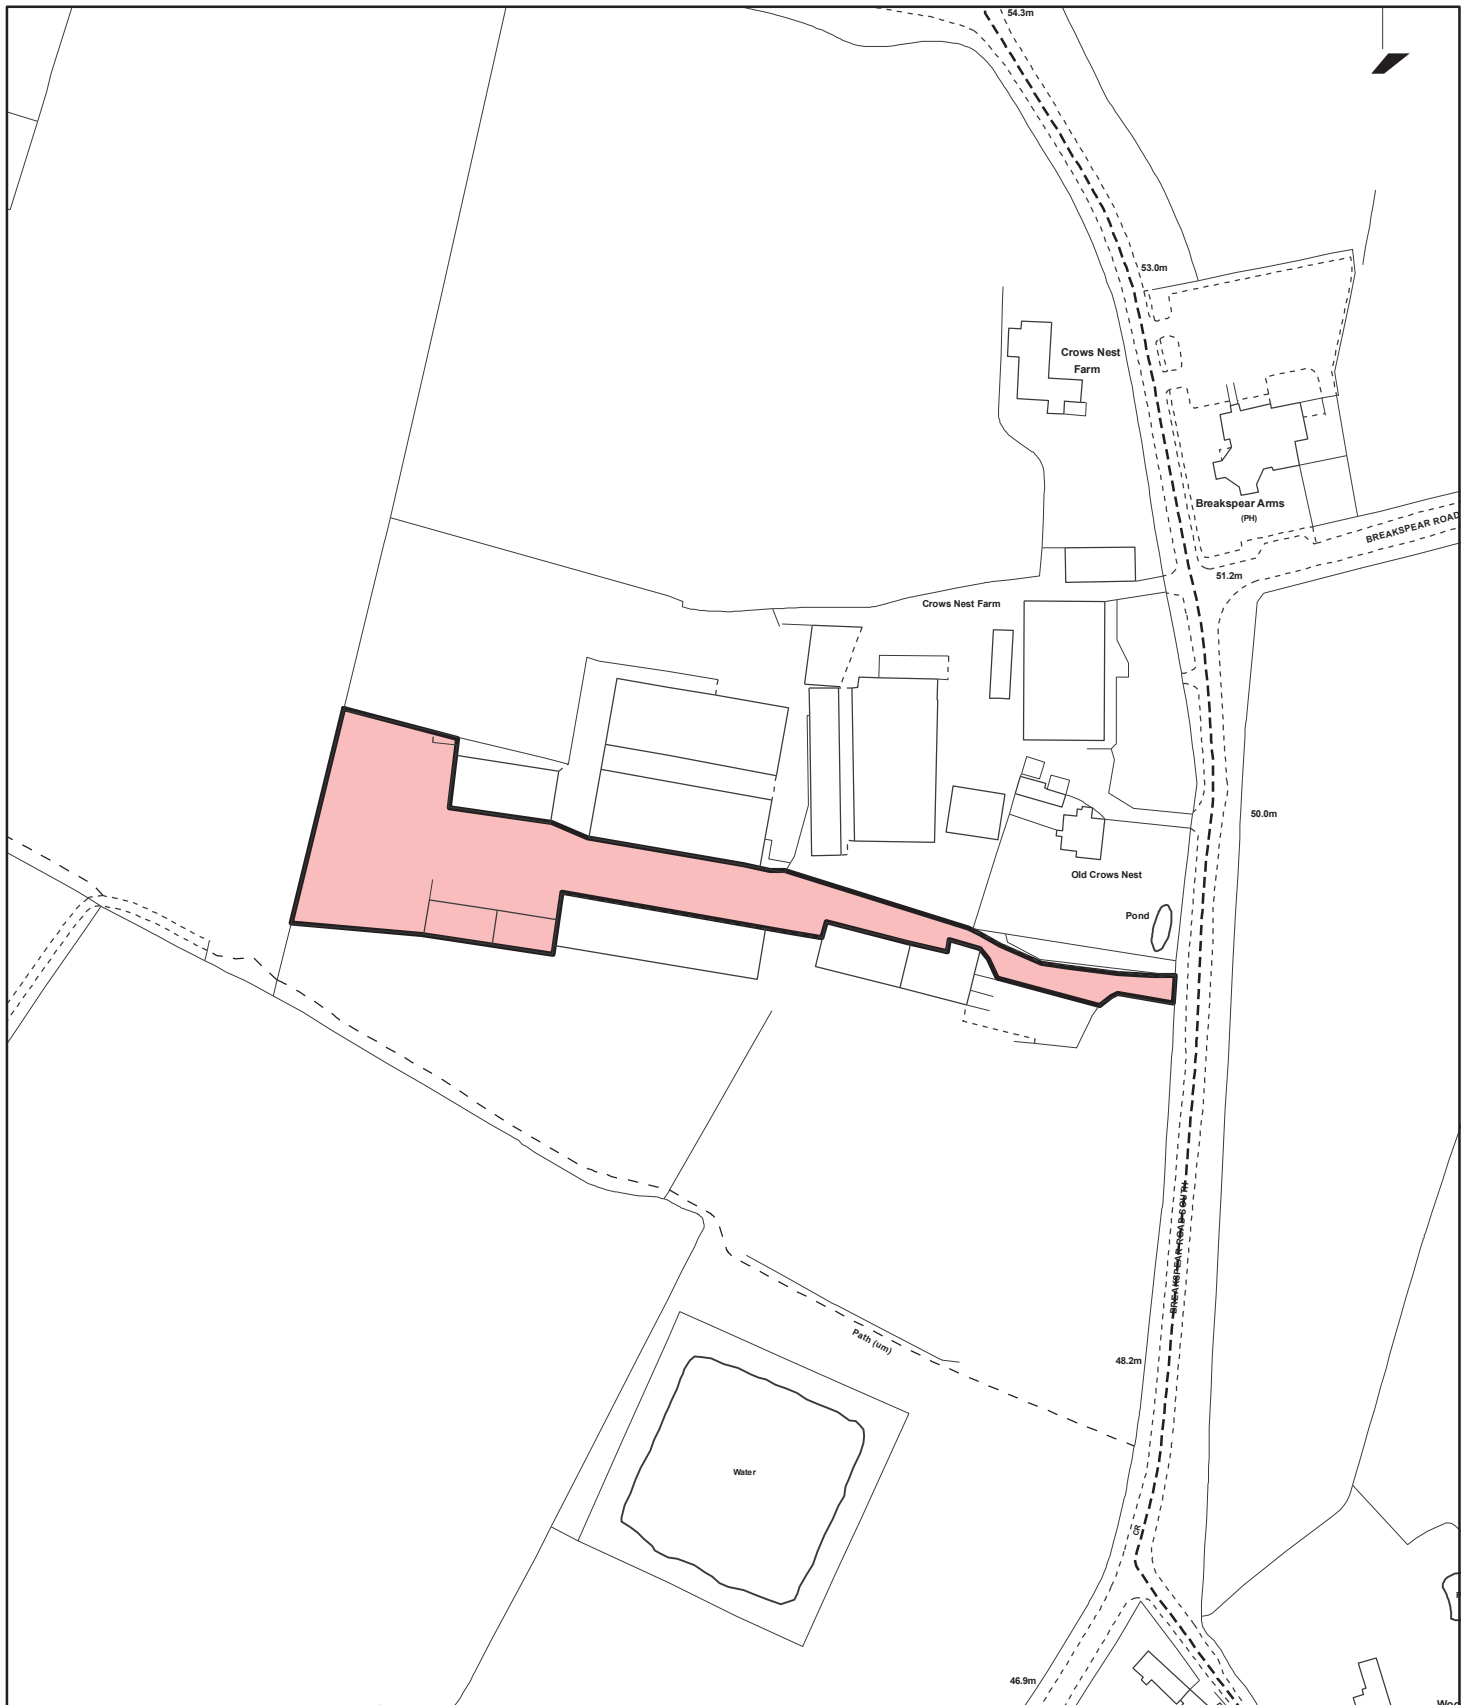 54.3m
53.0m
Crows Nest
Farm
Breakspear Arms
(PH)
BREAKSPEAR ROAD
51.2m
Crows Nest Farm
50.0m
Old Crows Nest
Pond
BREAKSPEAR ROAD SOUTH
Path (um)
48.2m
Water
CR
46.9m